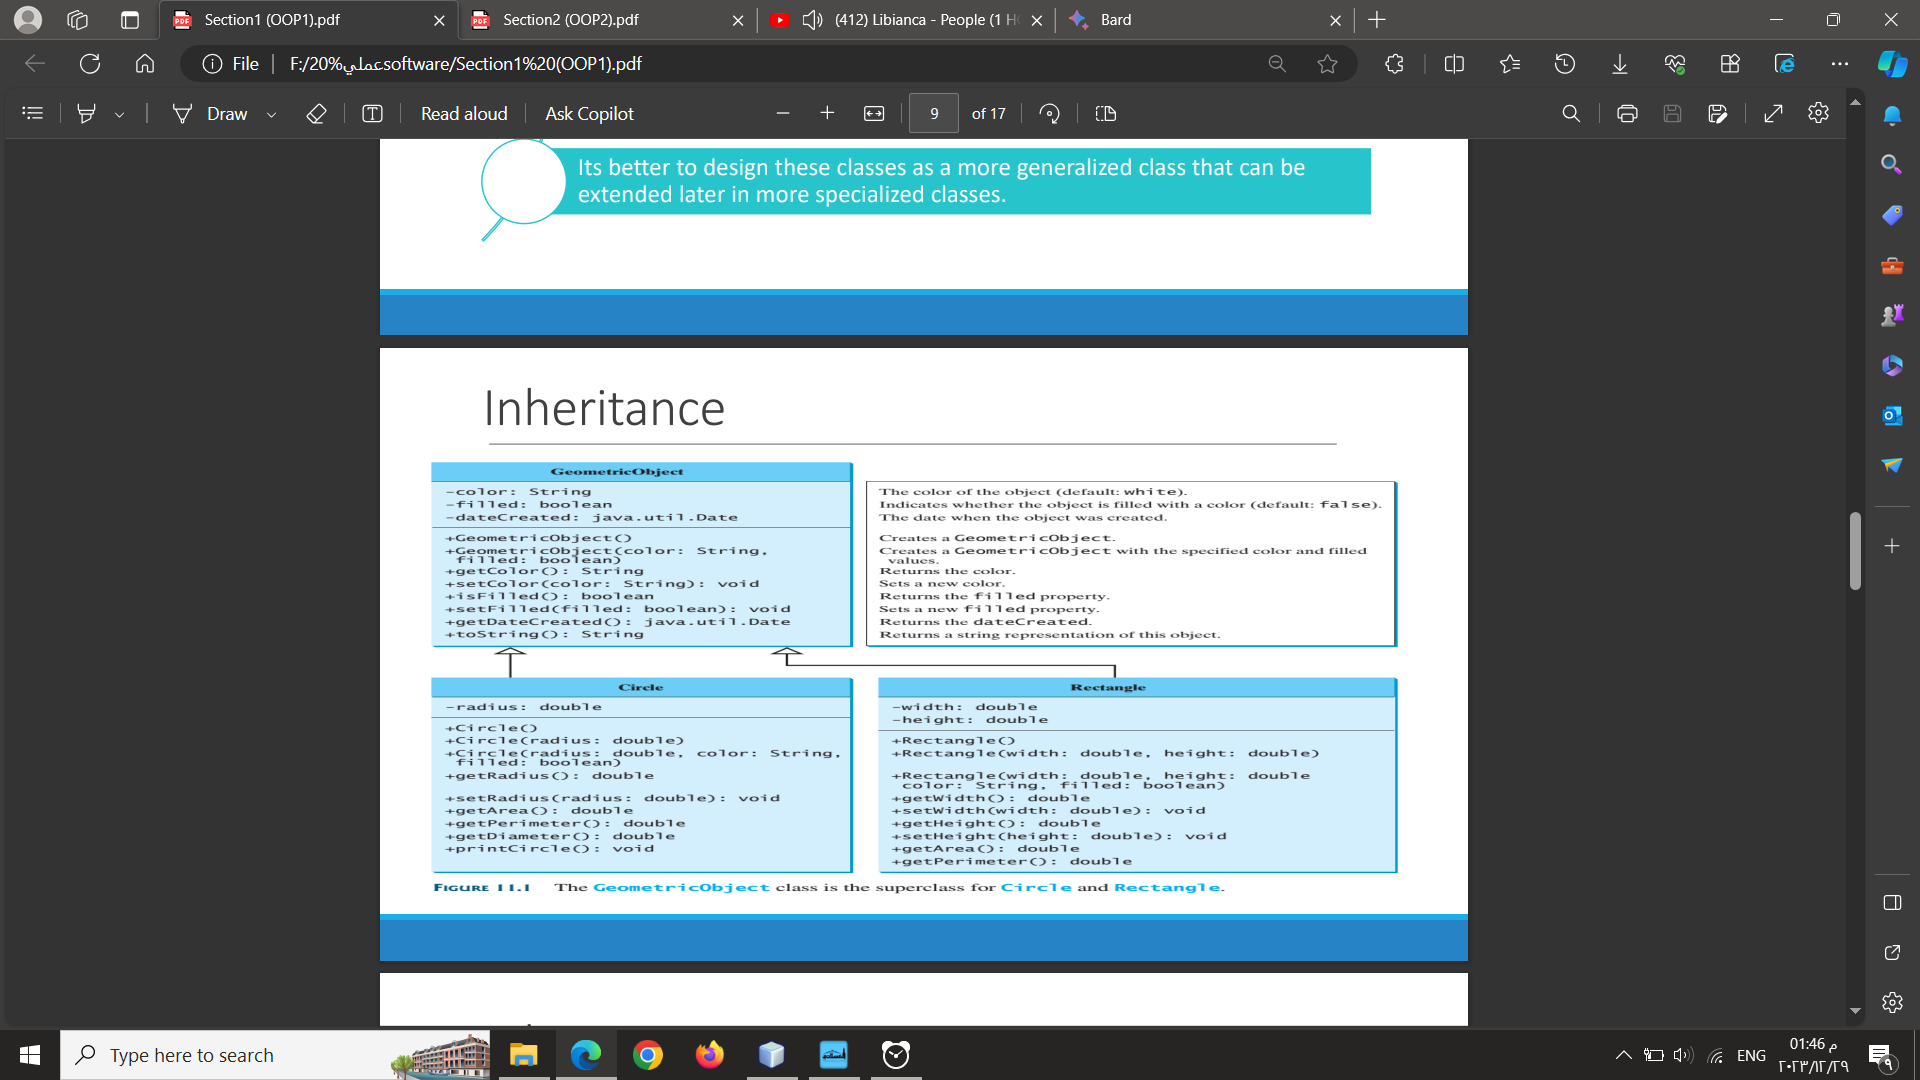 Section1 (OOP1).pdf
Section2 (OOP2).pdf
(412) Libianca - People (1 H
Bard
File
F:/20%عمليsoftware/Section1%20(OOP1).pdf
Draw
Read aloud
Ask Copilot
9
of 17
Its better to design these classes as a more generalized class that can be
extended later in more specialized classes.
Inheritance
GeometricObject
-color: String
-filled: boolean
-dateCreated: java.util.Date
+GeometricObject()
+GeometricObject(color: String,
filled: boolean)
+getColor(): String
+setColor(color: String): void
+isFilled(): boolean
+setFilled(filled: boolean): void
+getDateCreated(): java.util.Date
+toString(): String
The color of the object (default: white).
Indicates whether the object is filled with a color (default: false).
The date when the object was created.
Creates a GeometricObject.
Creates a GeometricObject with the specified color and filled
values.
Returns the color.
Sets a new color.
Returns the filled property.
Sets a new filled property.
Returns the dateCreated.
Returns a string representation of this object.
Circle
-radius: double
+Circle()
+Circle(radius: double)
+Circle(radius: double, color: String,
filled: boolean)
+getRadius(): double
+setRadius(radius: double): void
+getArea(): double
+getPerimeter(): double
+getDiameter(): double
+printCircle(): void
Rectangle
-width: double
-height: double
+Rectangle()
+Rectangle(width: double, height: double)
+Rectangle(width: double, height: double
color: String, filled: boolean)
+getWidth(): double
+setWidth(width: double): void
+getHeight(): double
+setHeight(height: double): void
+getArea(): double
+getPerimeter(): double
FIGURE 11.1 The GeometricObject class is the superclass for Circle and Rectangle.
Type here to search
ENG
01:46 م
٢٠٢٣/١٢/٢٩
٩